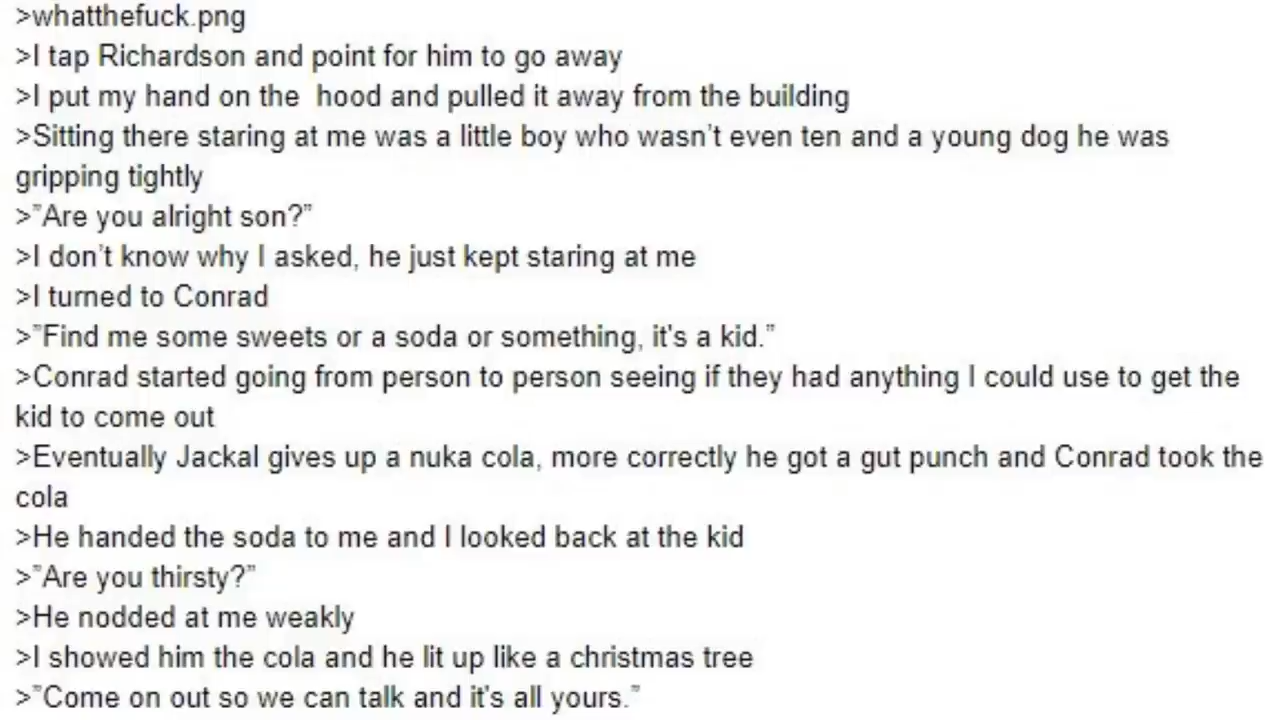 >whatthefuck.png
>I tap Richardson and point for him to go away
>I put my hand on the  hood and pulled it away from the building
>Sitting there staring at me was a little boy who wasn’t even ten and a young dog he was
gripping tightly
>”Are you alright son?”
>I don’t know why I asked, he just kept staring at me
>I turned to Conrad
>”Find me some sweets or a soda or something, it’s a kid.”
>Conrad started going from person to person seeing if they had anything I could use to get the
kid to come out
>Eventually Jackal gives up a nuka cola, more correctly he got a gut punch and Conrad took the
cola
>He handed the soda to me and I looked back at the kid
>”Are you thirsty?”
>He nodded at me weakly
>I showed him the cola and he lit up like a christmas tree
>”Come on out so we can talk and it’s all yours.”